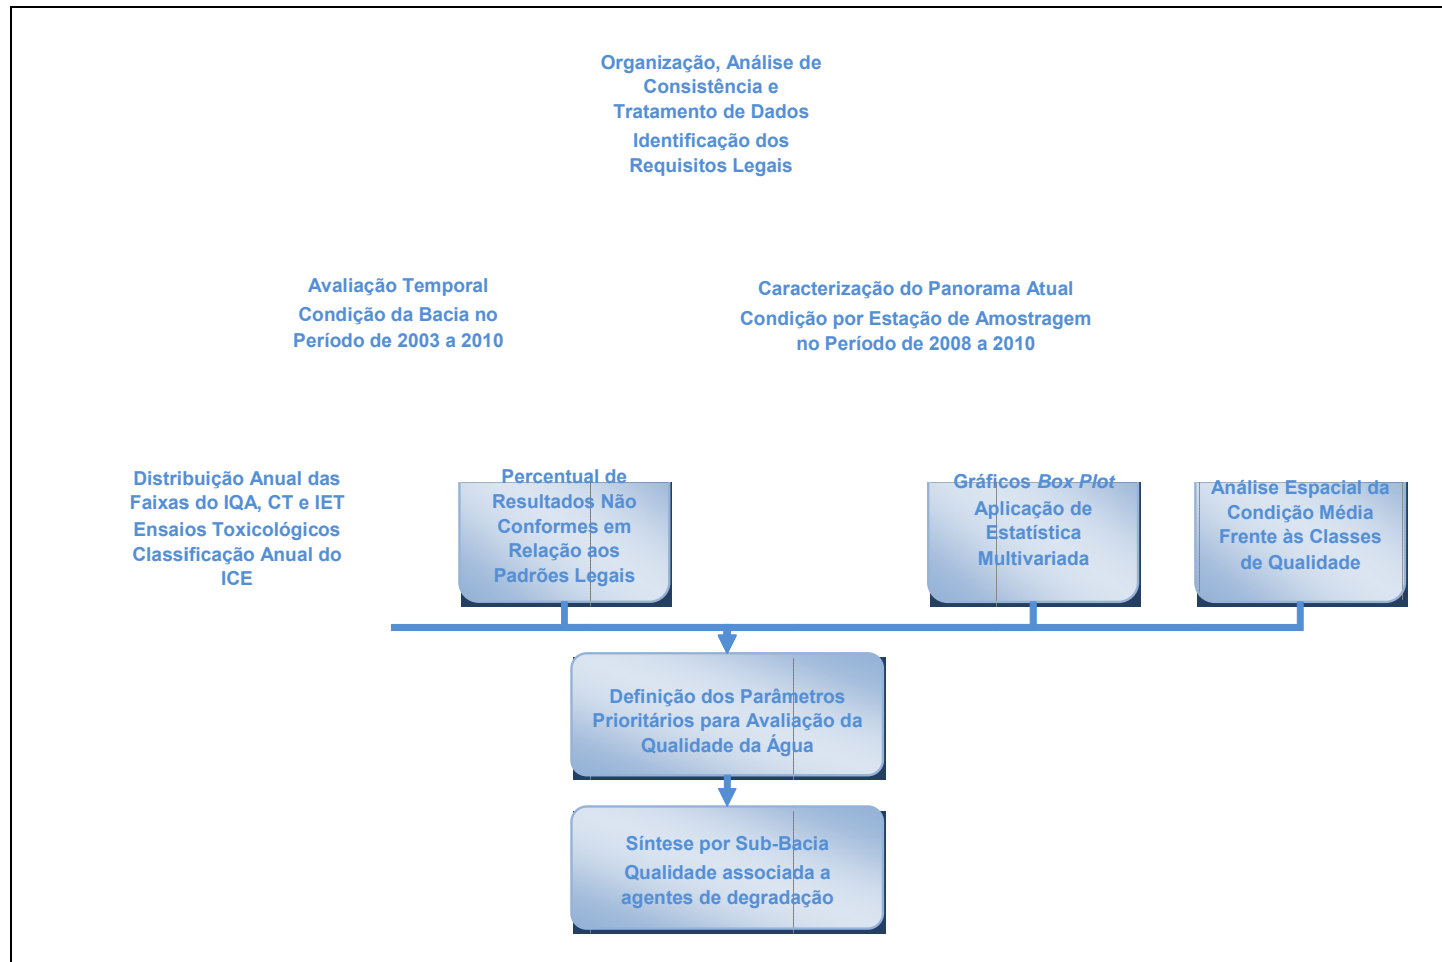 Organização, Análise de
Consistência e
Tratamento de Dados
Identificação dos
Requisitos Legais
Avaliação Temporal
Condição da Bacia no
Período de 2003 a 2010
Caracterização do Panorama Atual
Condição por Estação de Amostragem
no Período de 2008 a 2010
Distribuição Anual das
Faixas do IQA, CT e IET
Ensaios Toxicológicos
Classificação Anual do
ICE
Percentual de
Resultados Não
Conformes em
Relação aos
Padrões Legais
Gráficos Box Plot
Aplicação de
Estatística
Multivariada
Análise Espacial da
Condição Média
Frente às Classes
de Qualidade
Definição dos Parâmetros
Prioritários para Avaliação da
Qualidade da Água
Síntese por Sub-Bacia
Qualidade associada a
agentes de degradação